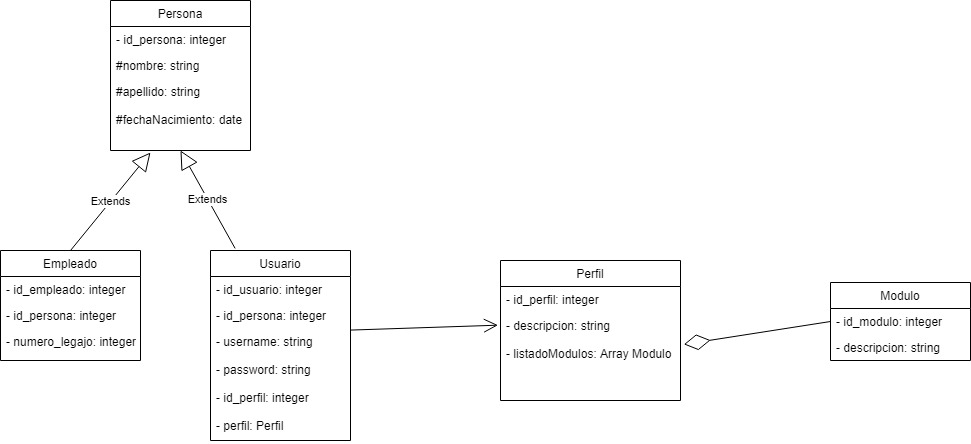 Persona
- id_persona: integer
#nombre: string
#apellido: string
#fechaNacimiento: date
Extends
Extends
Empleado
- id_empleado: integer
- id_persona: integer
- numero_legajo: integer
Usuario
- id_usuario: integer
- id_persona: integer
- username: string
- password: string
- id_perfil: integer
- perfil: Perfil
Perfil
- id_perfil: integer
- descripcion: string
- listadoModulos: Array Modulo
Modulo
- id_modulo: integer
- descripcion: string